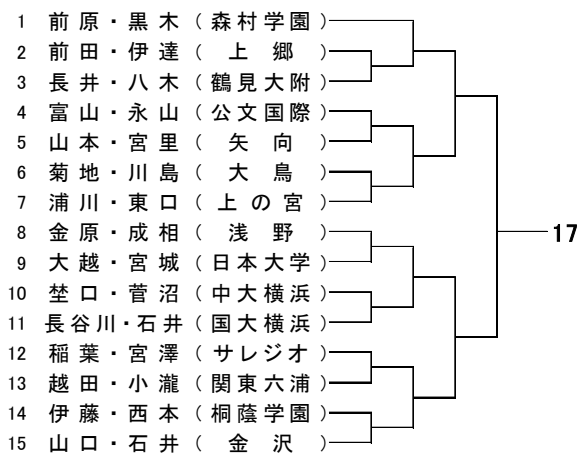 1 前原・黒木（森村学園）
2 前田・伊達（上郷）
3 長井・八木（鶴見大附）
4 富山・永山（公文国際）
5 山本・宮里（矢向）
6 菊地・川島（大鳥）
7 浦川・東口（上の宮）
8 金原・成相（浅野）
9 大越・宮城（日本大学）
10 埜口・菅沼（中大横浜）
11 長谷川・石井（国大横浜）
12 稲葉・宮澤（サレジオ）
13 越田・小瀧（関東六浦）
14 伊藤・西本（桐蔭学園）
15 山口・石井（金沢）
17